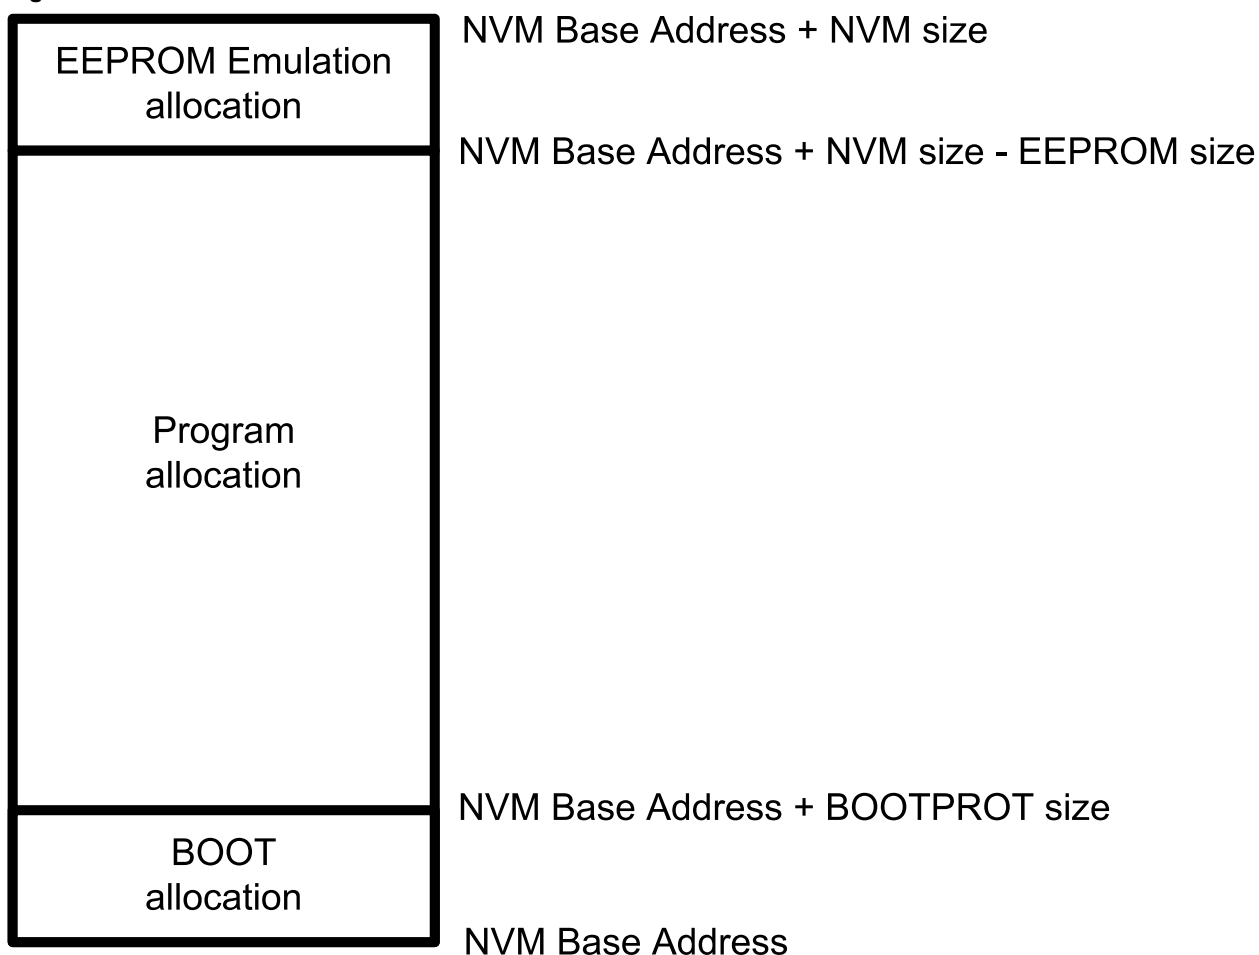 NVM Base Address + NVM size
EEPROM Emulation
allocation
NVM Base Address + NVM size - EEPROM size
Program
allocation
NVM Base Address + BOOTPROT size
BOOT
allocation
NVM Base Address